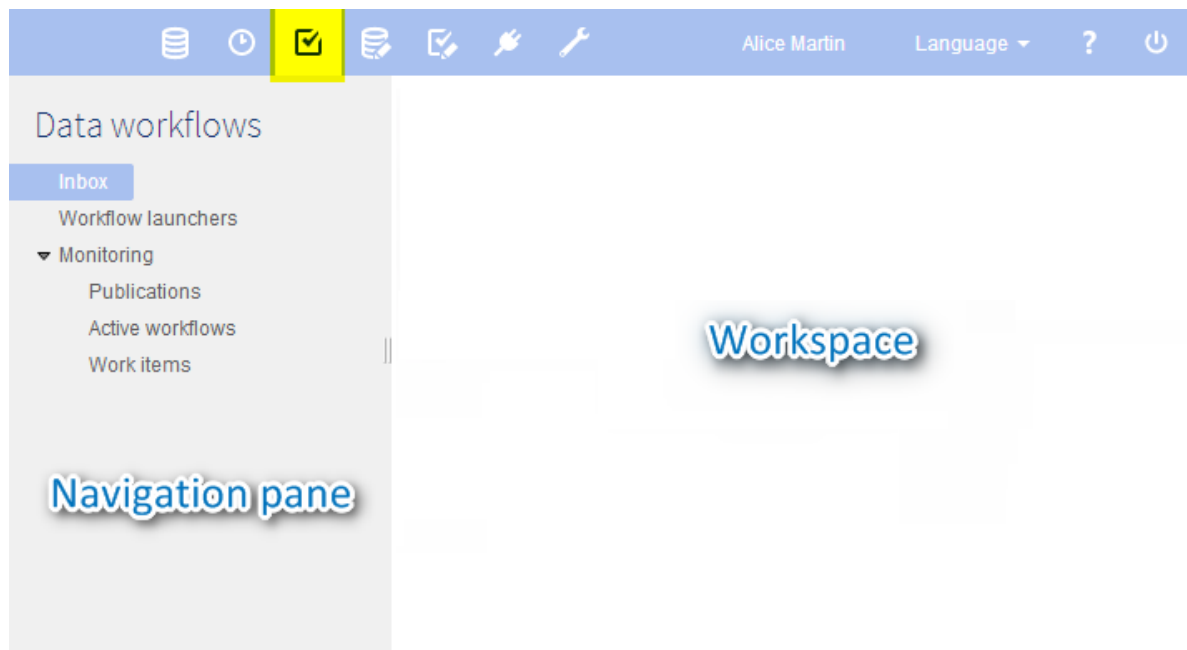 Alice Martin Language ?
Data workflows
Inbox
Workflow launchers
Monitoring
Publications
Active workflows
Work items
Workspace
Navigation pane